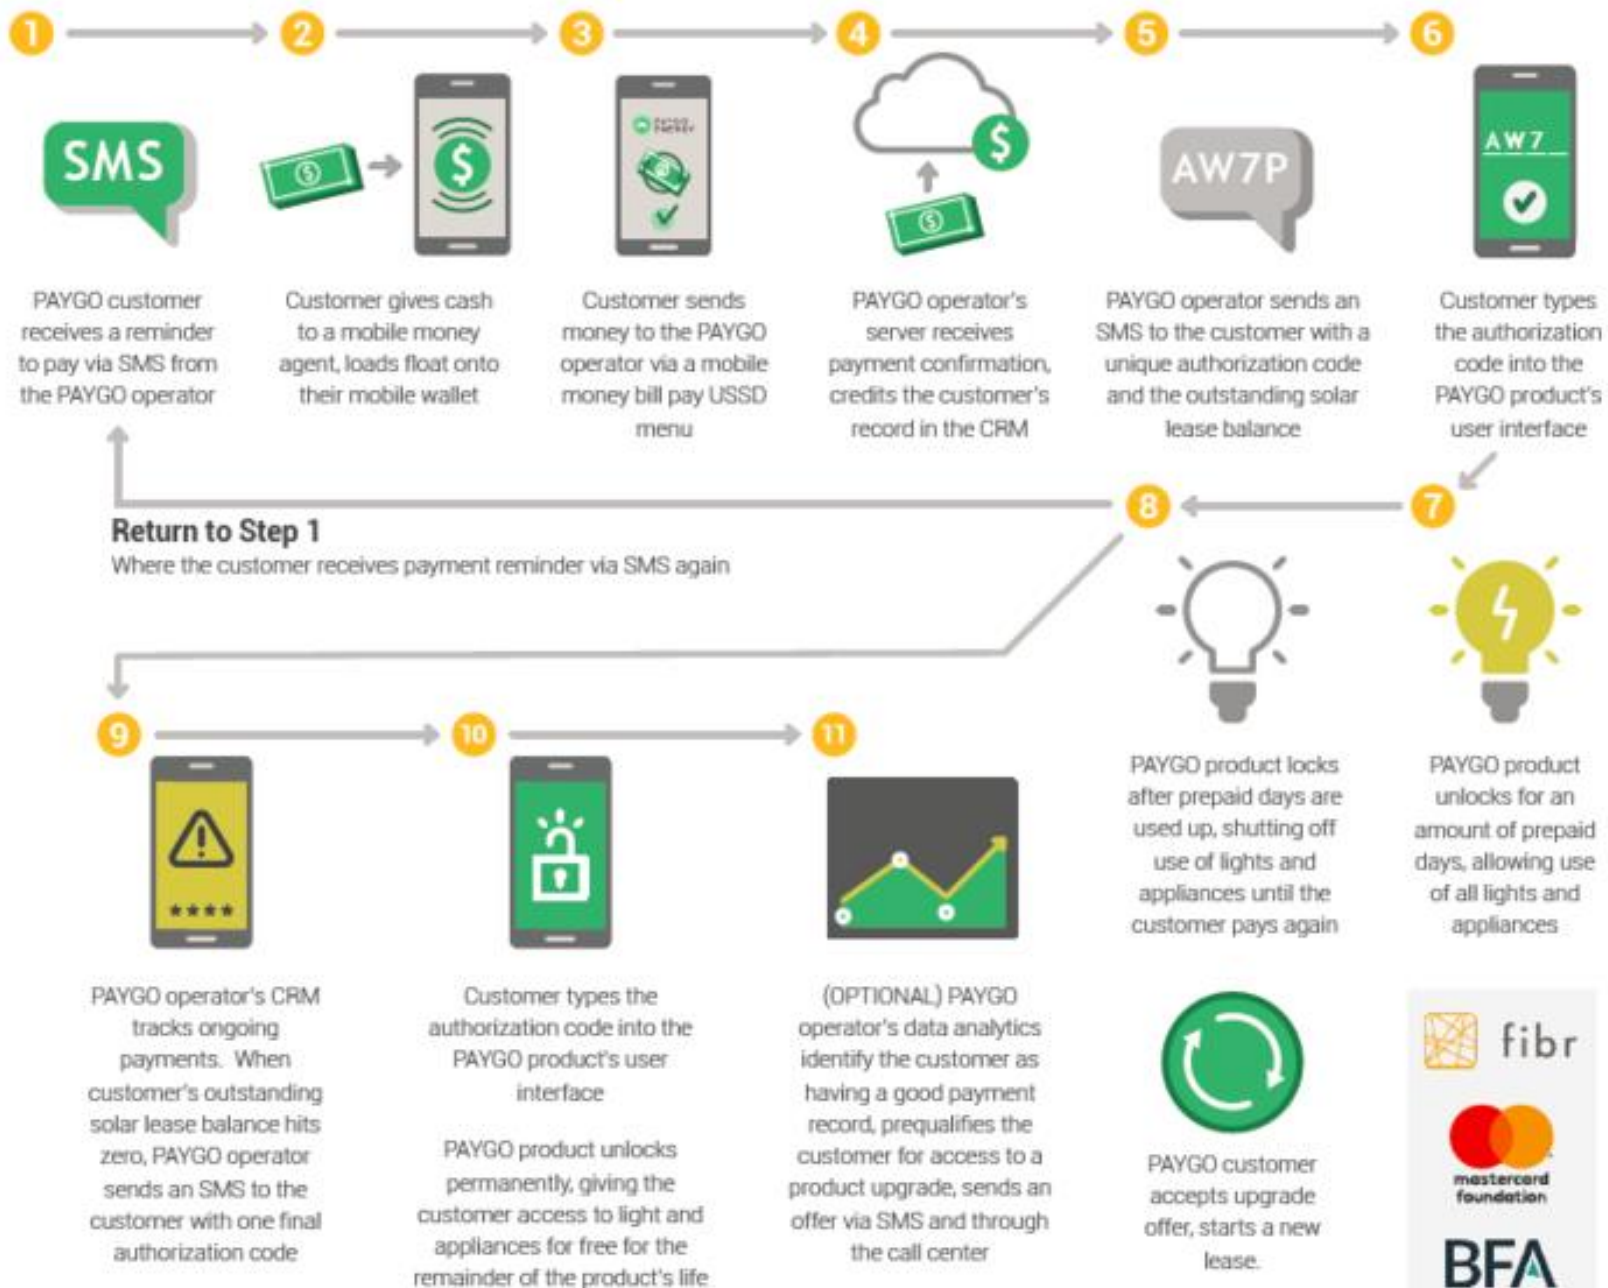 1
2
3
4
5
6
SMS
PAYGO
ENERGY
AW7P
AW7_
PAYGO customer
receives a reminder
to pay via SMS from
the PAYGO operator
Customer gives cash
to a mobile money
agent, loads float onto
their mobile wallet
Customer sends
money to the PAYGO
operator via a mobile
money bill pay USSD
menu
PAYGO operator's
server receives
payment confirmation,
credits the customer's
record in the CRM
PAYGO operator sends an
SMS to the customer with a
unique authorization code
and the outstanding solar
lease balance
Customer types
the authorization
code into the
PAYGO product's
user interface
Return to Step 1
Where the customer receives payment reminder via SMS again
8
7
PAYGO product locks
after prepaid days are
used up, shutting off
use of lights and
appliances until the
customer pays again
PAYGO product
unlocks for an
amount of prepaid
days, allowing use
of all lights and
appliances
9
10
11
****
PAYGO operator's CRM
tracks ongoing
payments. When
customer's outstanding
solar lease balance hits
zero, PAYGO operator
sends an SMS to the
customer with one final
authorization code
Customer types the
authorization code into the
PAYGO product's user
interface
PAYGO product unlocks
permanently, giving the
customer access to light and
appliances for free for the
remainder of the product's life
(OPTIONAL) PAYGO
operator's data analytics
identify the customer as
having a good payment
record, prequalifies the
customer for access to a
product upgrade, sends an
offer via SMS and through
the call center
PAYGO customer
accepts upgrade
offer, starts a new
lease.
fibr
mastercard
foundation
BFA